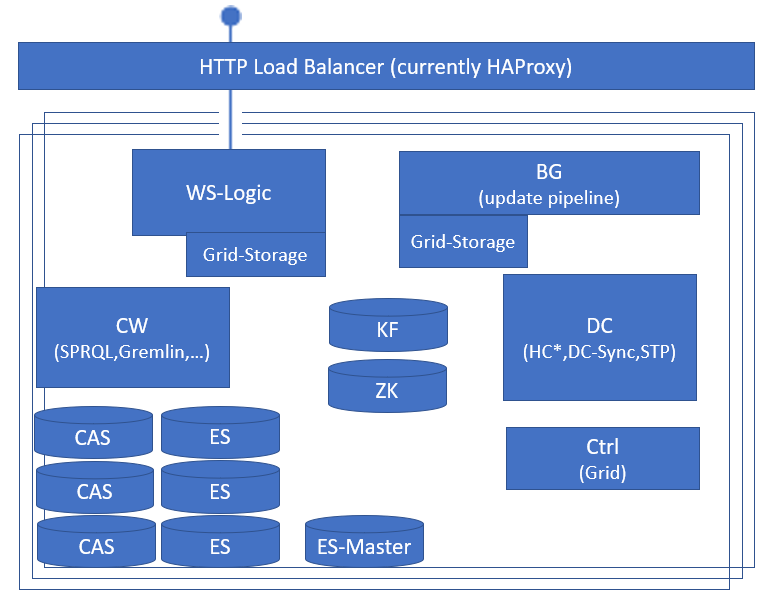 HTTP Load Balancer (currently HAProxy)
WS-Logic
Grid-Storage
BG
(update pipeline)
Grid-Storage
CW
(SPRQL,Gremlin,...)
KF
ZK
DC
(HC*,DC-Sync,STP)
Ctrl
(Grid)
CAS
ES
CAS
ES
CAS
ES
ES-Master